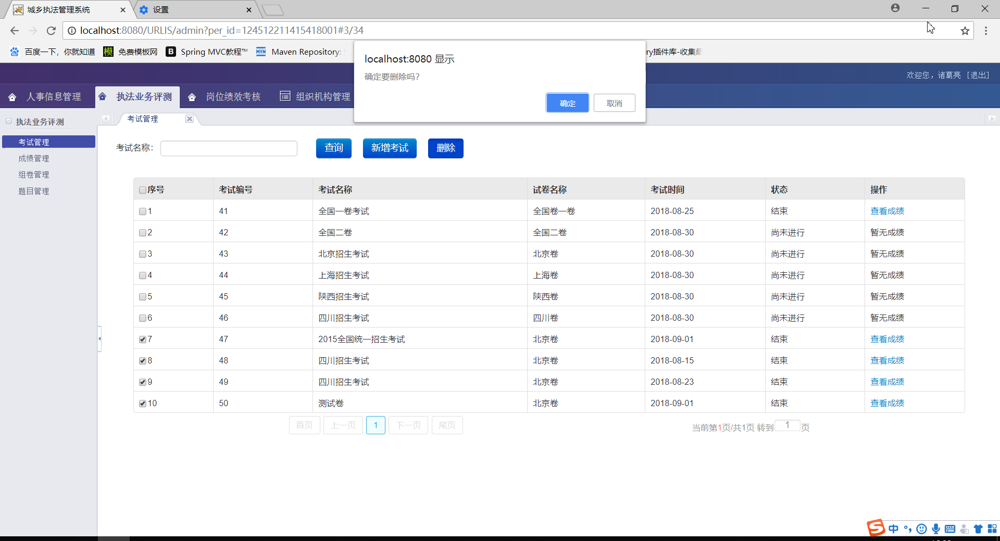 城乡执法管理系统
设置
localhost:8080/URLIS/admin?per_id=124512211415418001#3/34
百度一下，你就知道 免费模板网 Spring MVC教程™ Maven Repository: ry插件库-收集
localhost:8080 显示
确定要删除吗？
确定 取消
欢迎您，诸葛亮 [退出]
人事信息管理 执法业务评测 岗位绩效考核 组织机构管理
执法业务评测
考试管理
成绩管理
组卷管理
题目管理
考试管理
考试名称： 查询 新增考试 删除
序号 考试编号 考试名称 试卷名称 考试时间 状态 操作
1 41 全国一卷考试 全国卷一卷 2018-08-25 结束 查看成绩
2 42 全国二卷 全国二卷 2018-08-30 尚未进行 暂无成绩
3 43 北京招生考试 北京卷 2018-08-30 尚未进行 暂无成绩
4 44 上海招生考试 上海卷 2018-08-30 尚未进行 暂无成绩
5 45 陕西招生考试 陕西卷 2018-08-30 尚未进行 暂无成绩
6 46 四川招生考试 四川卷 2018-08-30 尚未进行 暂无成绩
7 47 2015全国统一招生考试 北京卷 2018-09-01 结束 查看成绩
8 48 四川招生考试 北京卷 2018-08-15 结束 查看成绩
9 49 四川招生考试 北京卷 2018-08-23 结束 查看成绩
10 50 测试卷 北京卷 2018-09-01 结束 查看成绩
首页 上一页 1 下一页 尾页
当前第1页/共1页 转到 1 页
中